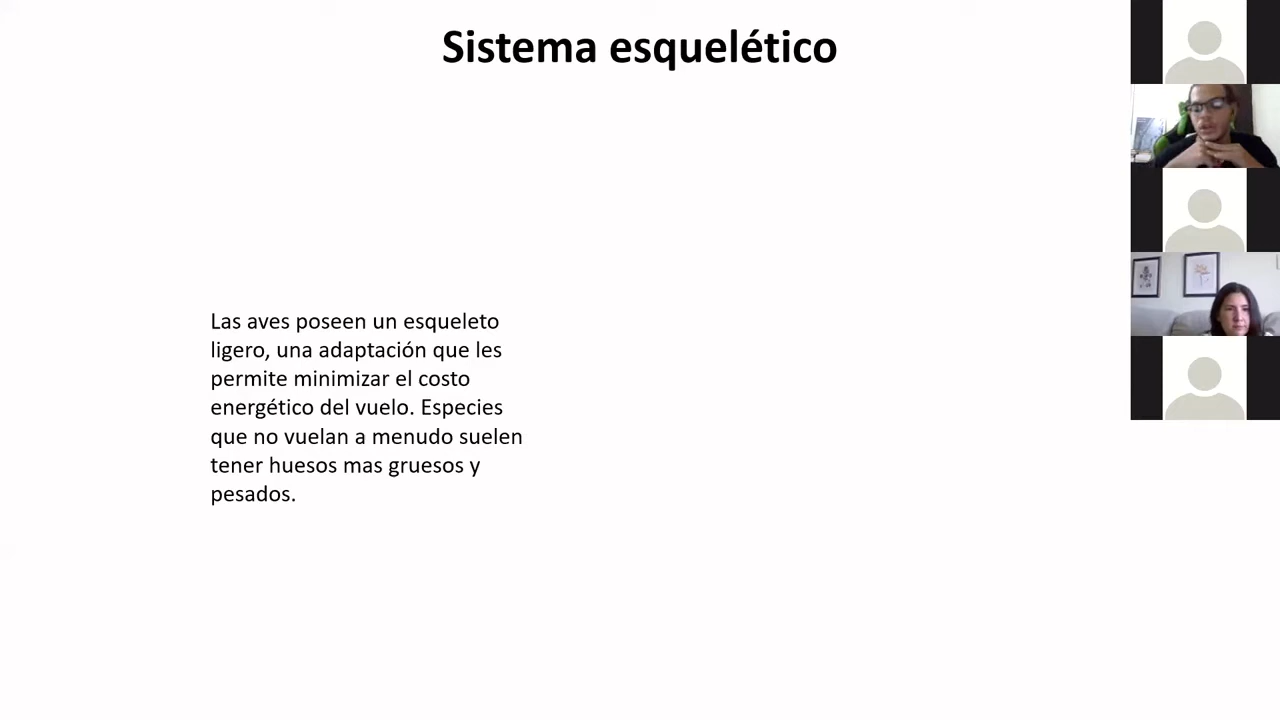 Sistema esquelético
Las aves poseen un esqueleto
ligero, una adaptación que les
permite minimizar el costo
energético del vuelo. Especies
que no vuelan a menudo suelen
tener huesos mas gruesos y
pesados.